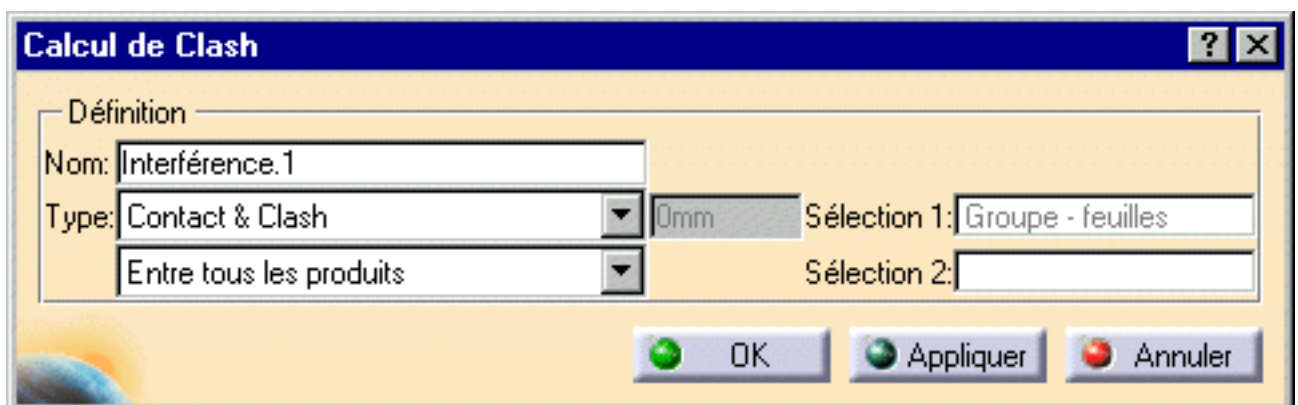 Calcul de Clash
Définition
Nom: Interférence.1
Type: Contact & Clash 0mm Sélection 1: Groupe - feuilles
Entre tous les produits Sélection 2:
OK Appliquer Annuler